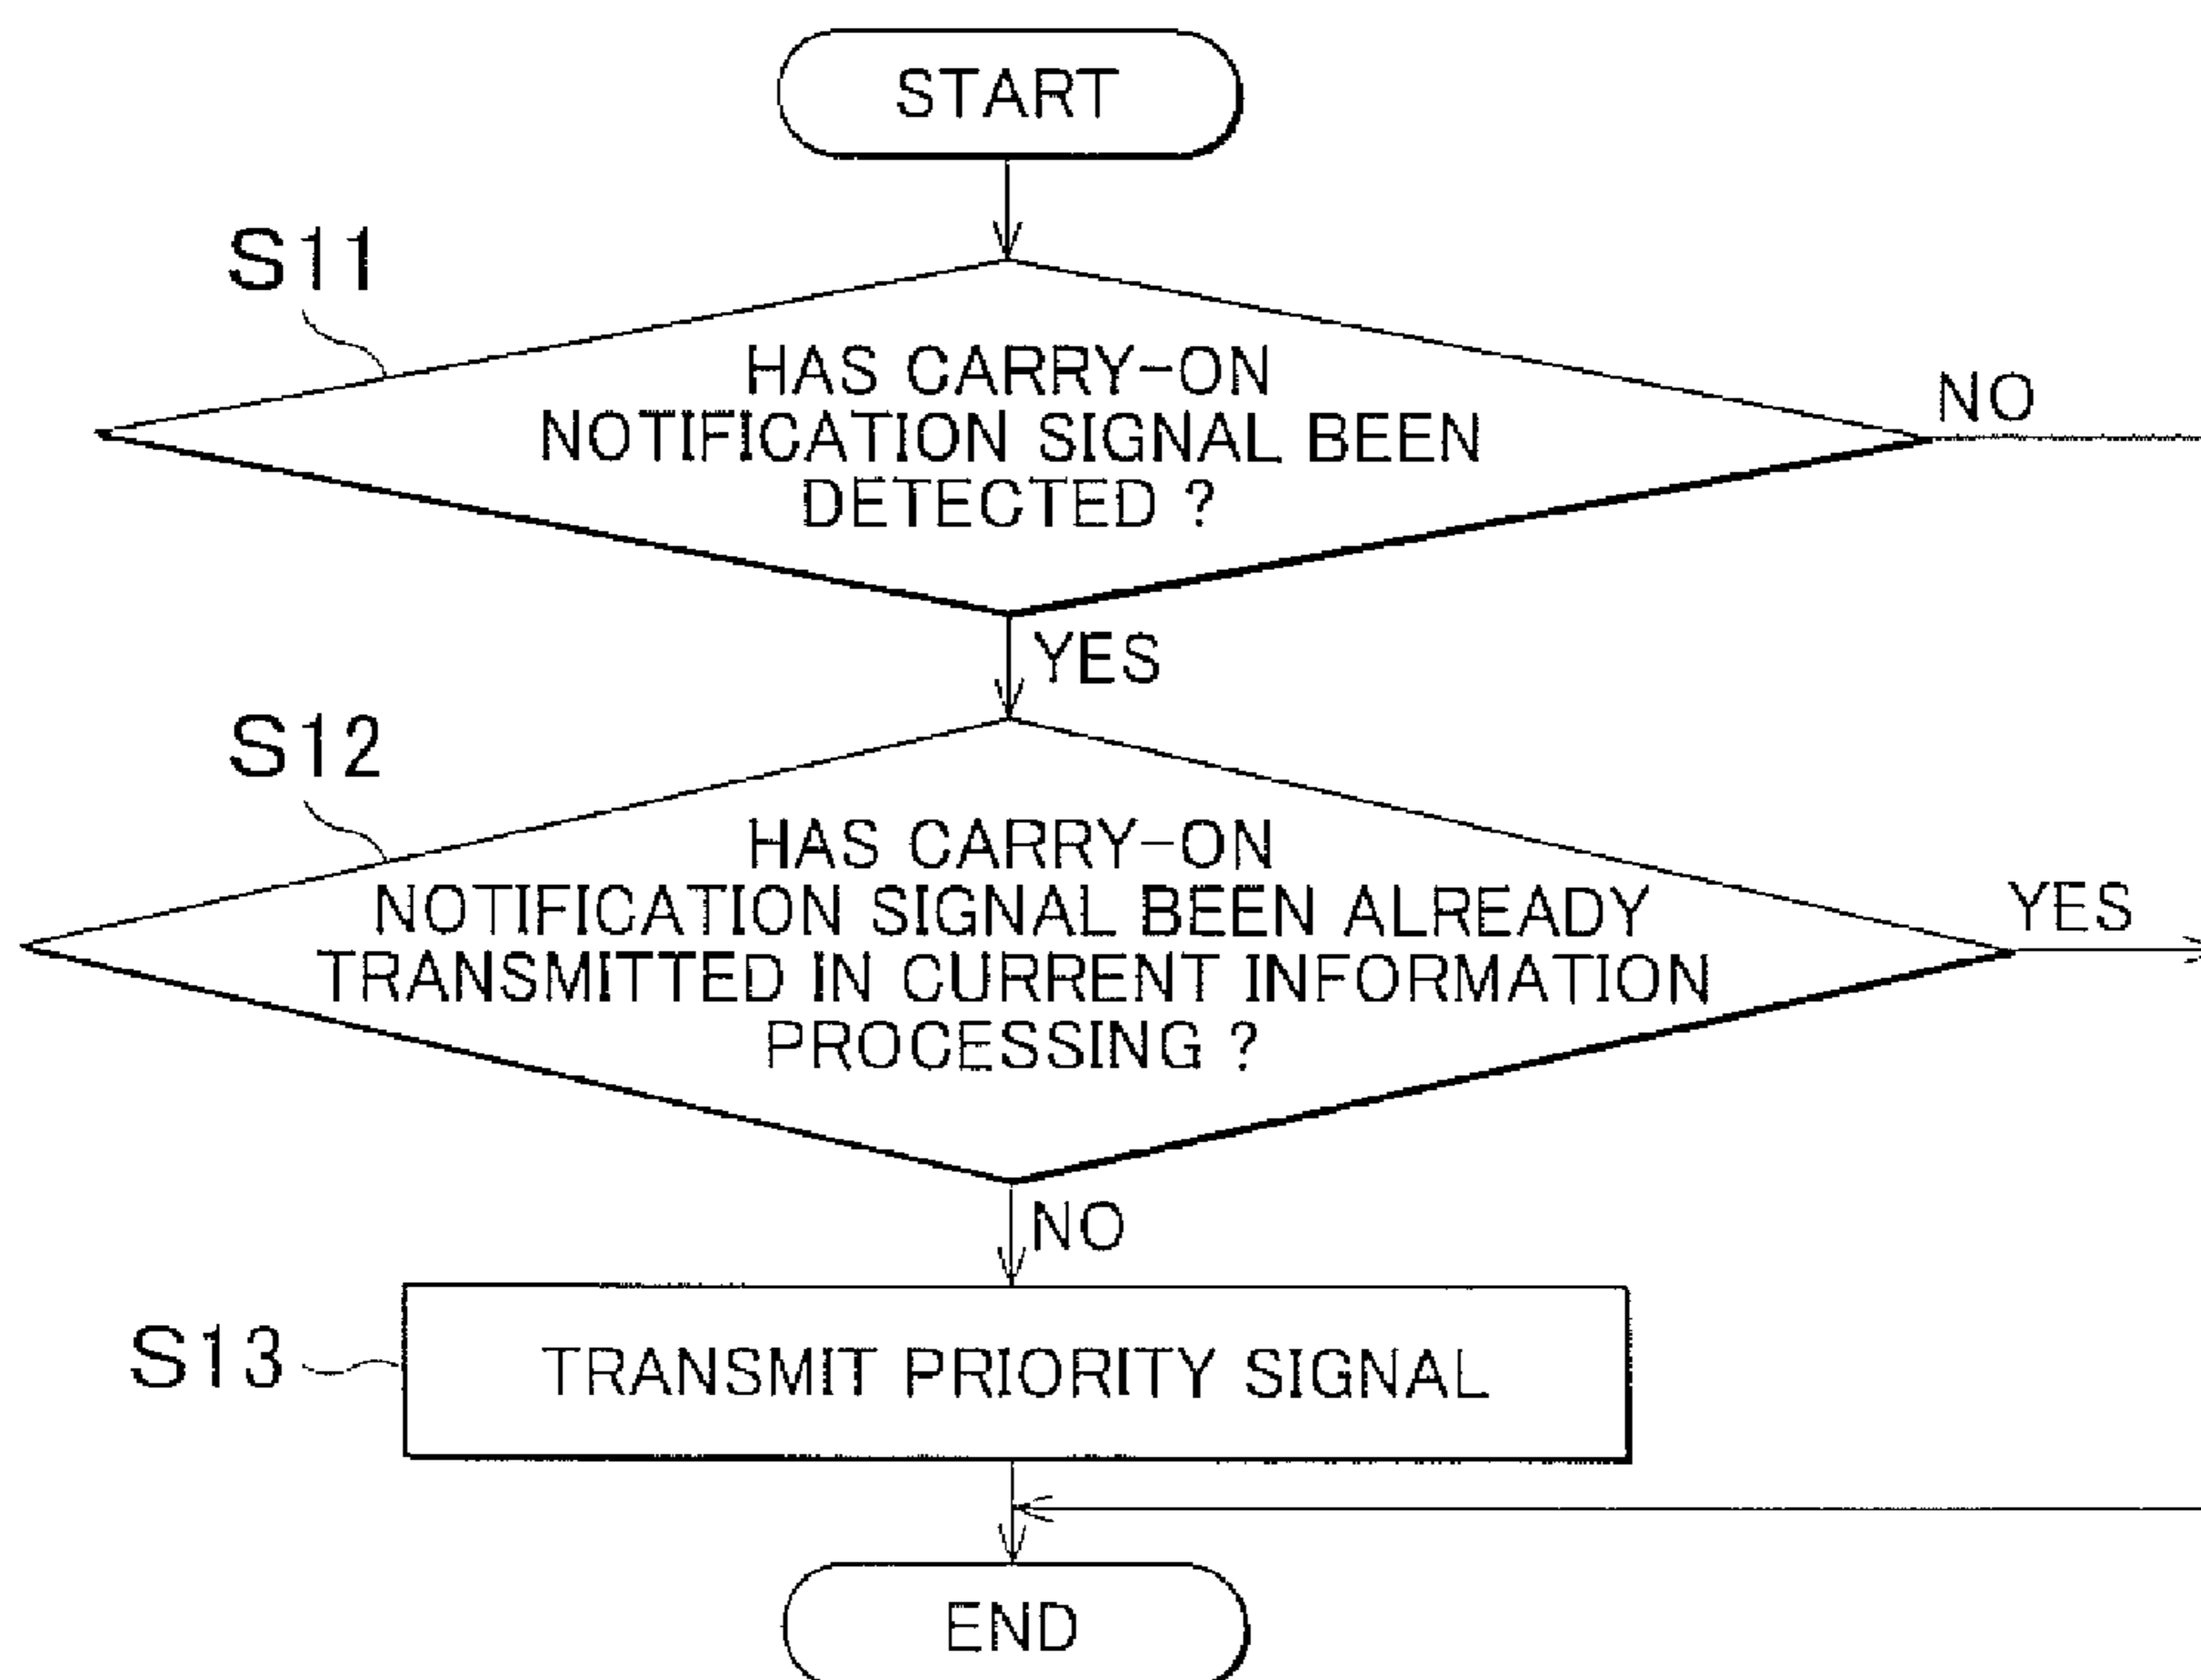 START
S11
HAS CARRY-ON
NOTIFICATION SIGNAL BEEN
DETECTED ?
NO
YES
S12
HAS CARRY-ON
NOTIFICATION SIGNAL BEEN ALREADY
TRANSMITTED IN CURRENT INFORMATION
PROCESSING ?
YES
NO
S13
TRANSMIT PRIORITY SIGNAL
END